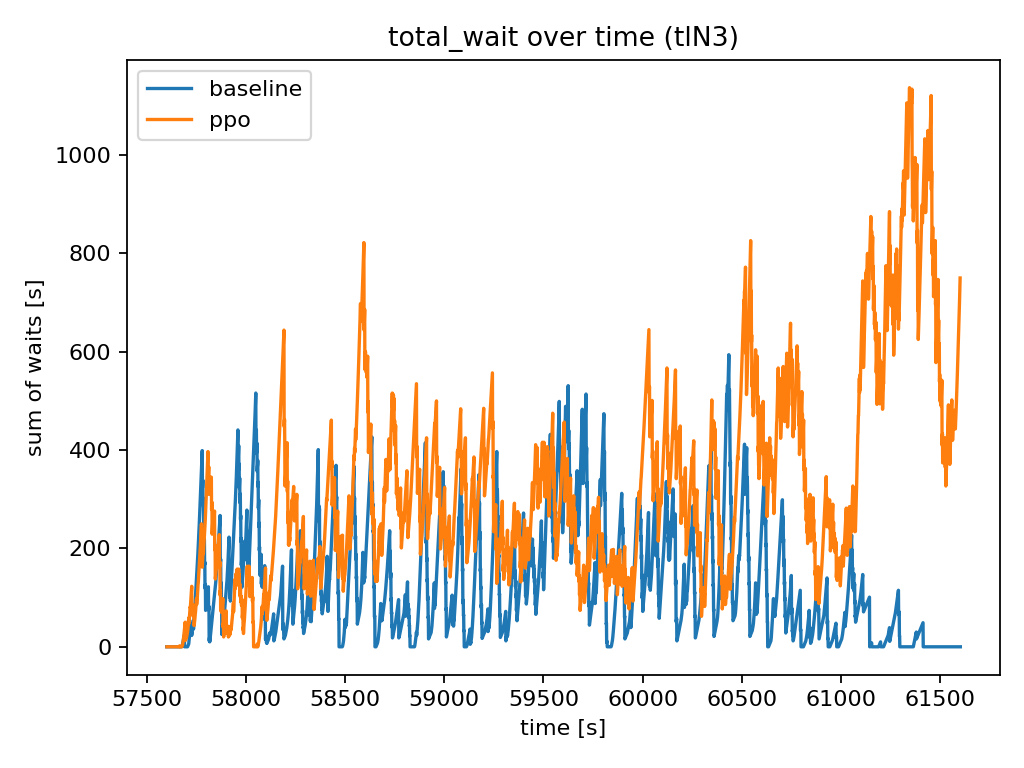 total_wait over time (tlN3)
baseline
ppo
sum of waits [s]
1000
800
600
400
200
0
57500 58000 58500 59000 59500 60000 60500 61000 61500
time [s]